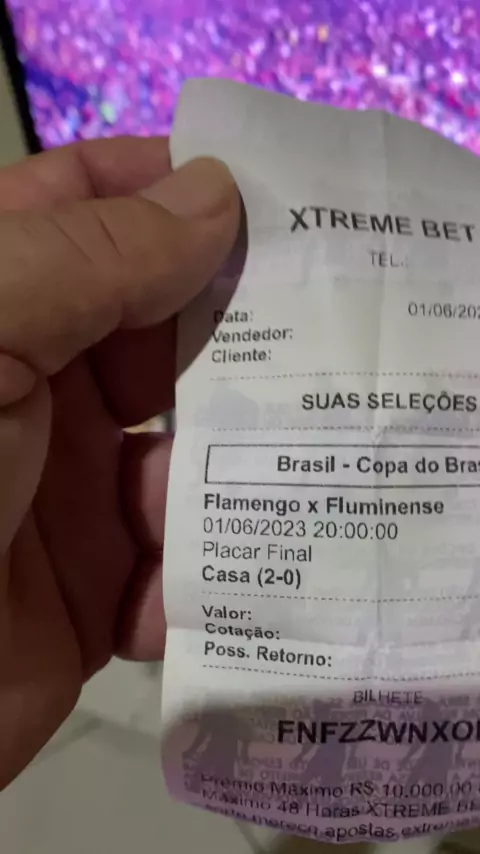 XTREME BET
TEL.:
Data: 01/06/202
Vendedor:
Cliente:
SUAS SELEÇÕES
Brasil - Copa do Bra
Flamengo x Fluminense
01/06/2023 20:00:00
Placar Final
Casa (2-0)
Valor:
Cotação:
Poss. Retorno:
BILHETE
FNFZZWNXO
Prêmio Máximo R$ 10.000,00
Máximo 48 Horas XTREME BE
apostas